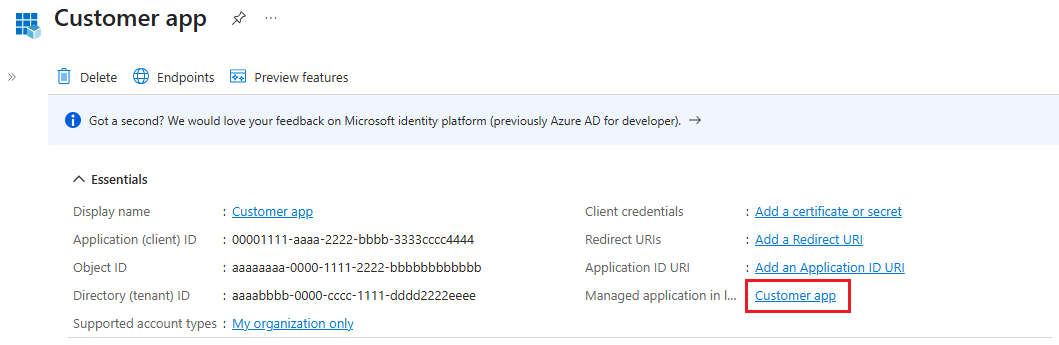 Customer app ...
» Delete Endpoints Preview features
Got a second? We would love your feedback on Microsoft identity platform (previously Azure AD for developer). →
Essentials
Display name : Customer app
Application (client) ID : 00001111-aaaa-2222-bbbb-3333cccc4444
Object ID : aaaaaaaa-0000-1111-2222-bbbbbbbbbbbb
Directory (tenant) ID : aaaabbbb-0000-cccc-1111-dddd2222eeee
Supported account types : My organization only
Client credentials : Add a certificate or secret
Redirect URIs : Add a Redirect URI
Application ID URI : Add an Application ID URI
Managed application in l... : Customer app